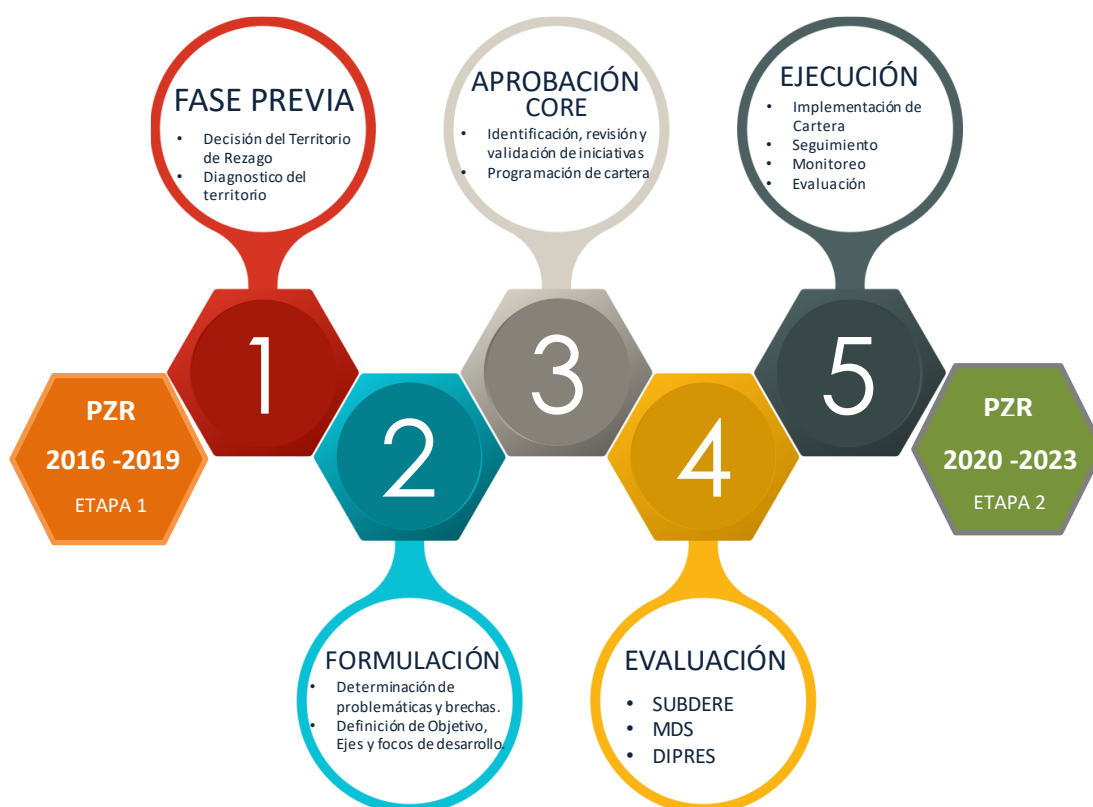 PZR
2016 -2019
ETAPA 1
1
FASE PREVIA
• Decisión del Territorio
de Rezago
• Diagnostico del
territorio
2
FORMULACIÓN
• Determinación de
problemáticas y brechas.
• Definición de Objetivo,
Ejes y focos de desarrollo.
3
APROBACIÓN
CORE
• Identificación, revisión y
validación de iniciativas
• Programación de cartera
4
EVALUACIÓN
• SUBDERE
• MDS
• DIPRES
5
EJECUCIÓN
• Implementación de
Cartera
• Seguimiento
• Monitoreo
• Evaluación
PZR
2020 -2023
ETAPA 2